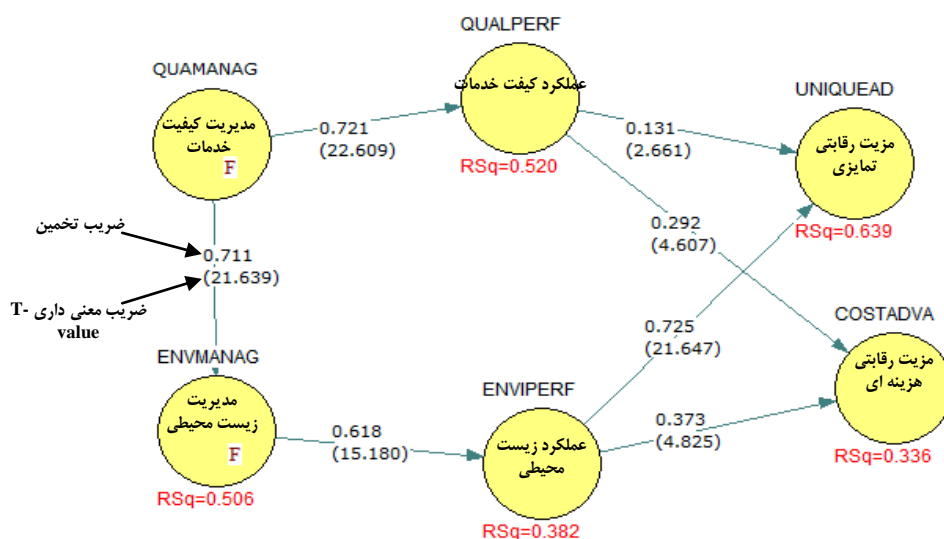 QUALPERF
عملکرد کیفت خدمات
RSq=0.520
QUAMANAG
مدیریت کیفیت
خدمات
F
0.721
(22.609)
UNIQUEAD
مزیت رقابتی
تمایزی
RSq=0.639
0.131
(2.661)
0.292
(4.607)
ضریب تخمین
0.711
(21.639)
ضریب معنی داری T-
value
0.725
(21.647)
COSTADVA
مزیت رقابتی
هزینه ای
RSq=0.336
ENVMANAG
مدیریت
زیست محیطی
F
RSq=0.506
0.618
(15.180)
ENVIPERF
عملکرد زیست
محیطی
RSq=0.382
0.373
(4.825)